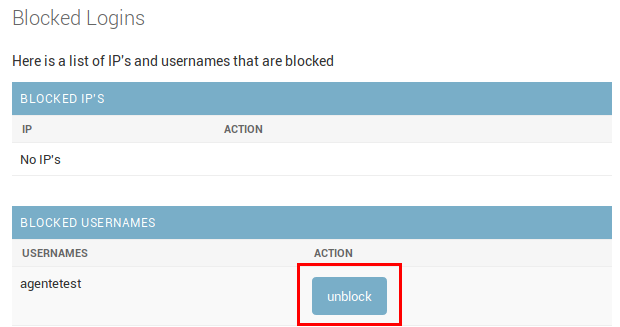 Blocked Logins
Here is a list of IP's and usernames that are blocked
BLOCKED IP'S
IP ACTION
No IP's
BLOCKED USERNAMES
USERNAMES ACTION
agentetest unblock